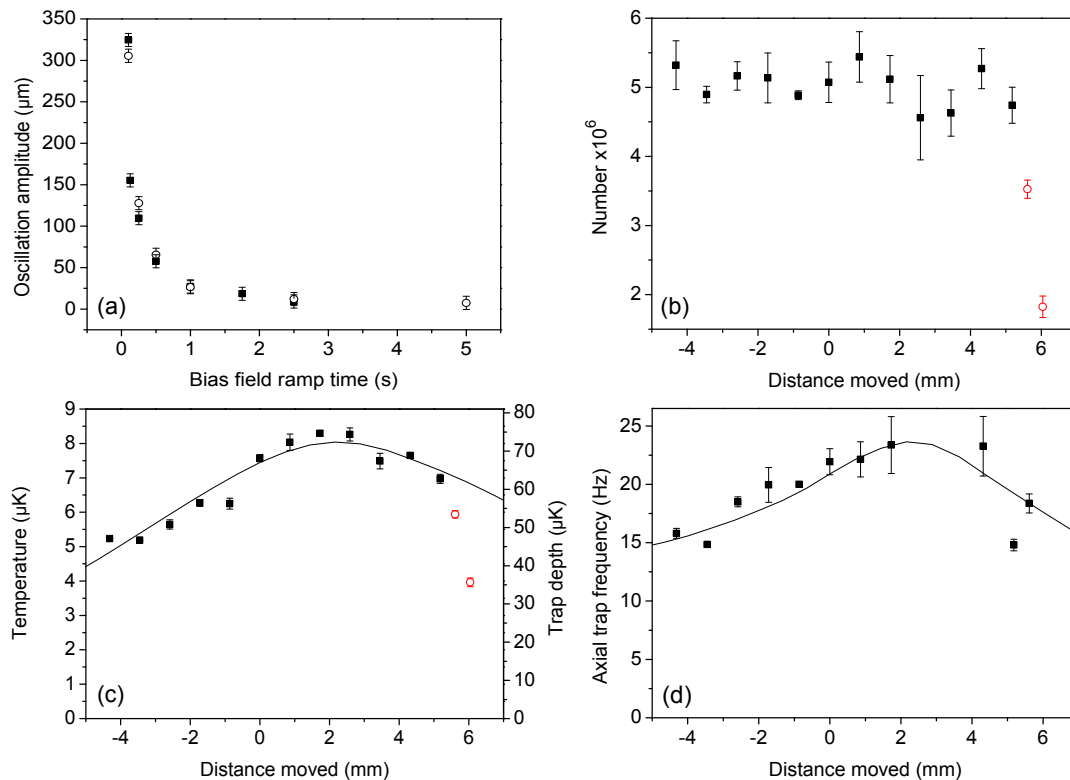 350
300
250
200
150
100
50
0
Oscillation amplitude (µm)
(a)
0 1 2 3 4 5
Bias field ramp time (s)
6
5
4
3
2
Number x10⁶
(b)
-4 -2 0 2 4 6
Distance moved (mm)
9
8
7
6
5
4
3
2
1
0
Temperature (µK)
(c)
80
70
60
50
40
30
20
10
0
Trap depth (µK)
-4 -2 0 2 4 6
Distance moved (mm)
25
20
15
10
5
0
Axial trap frequency (Hz)
(d)
-4 -2 0 2 4 6
Distance moved (mm)